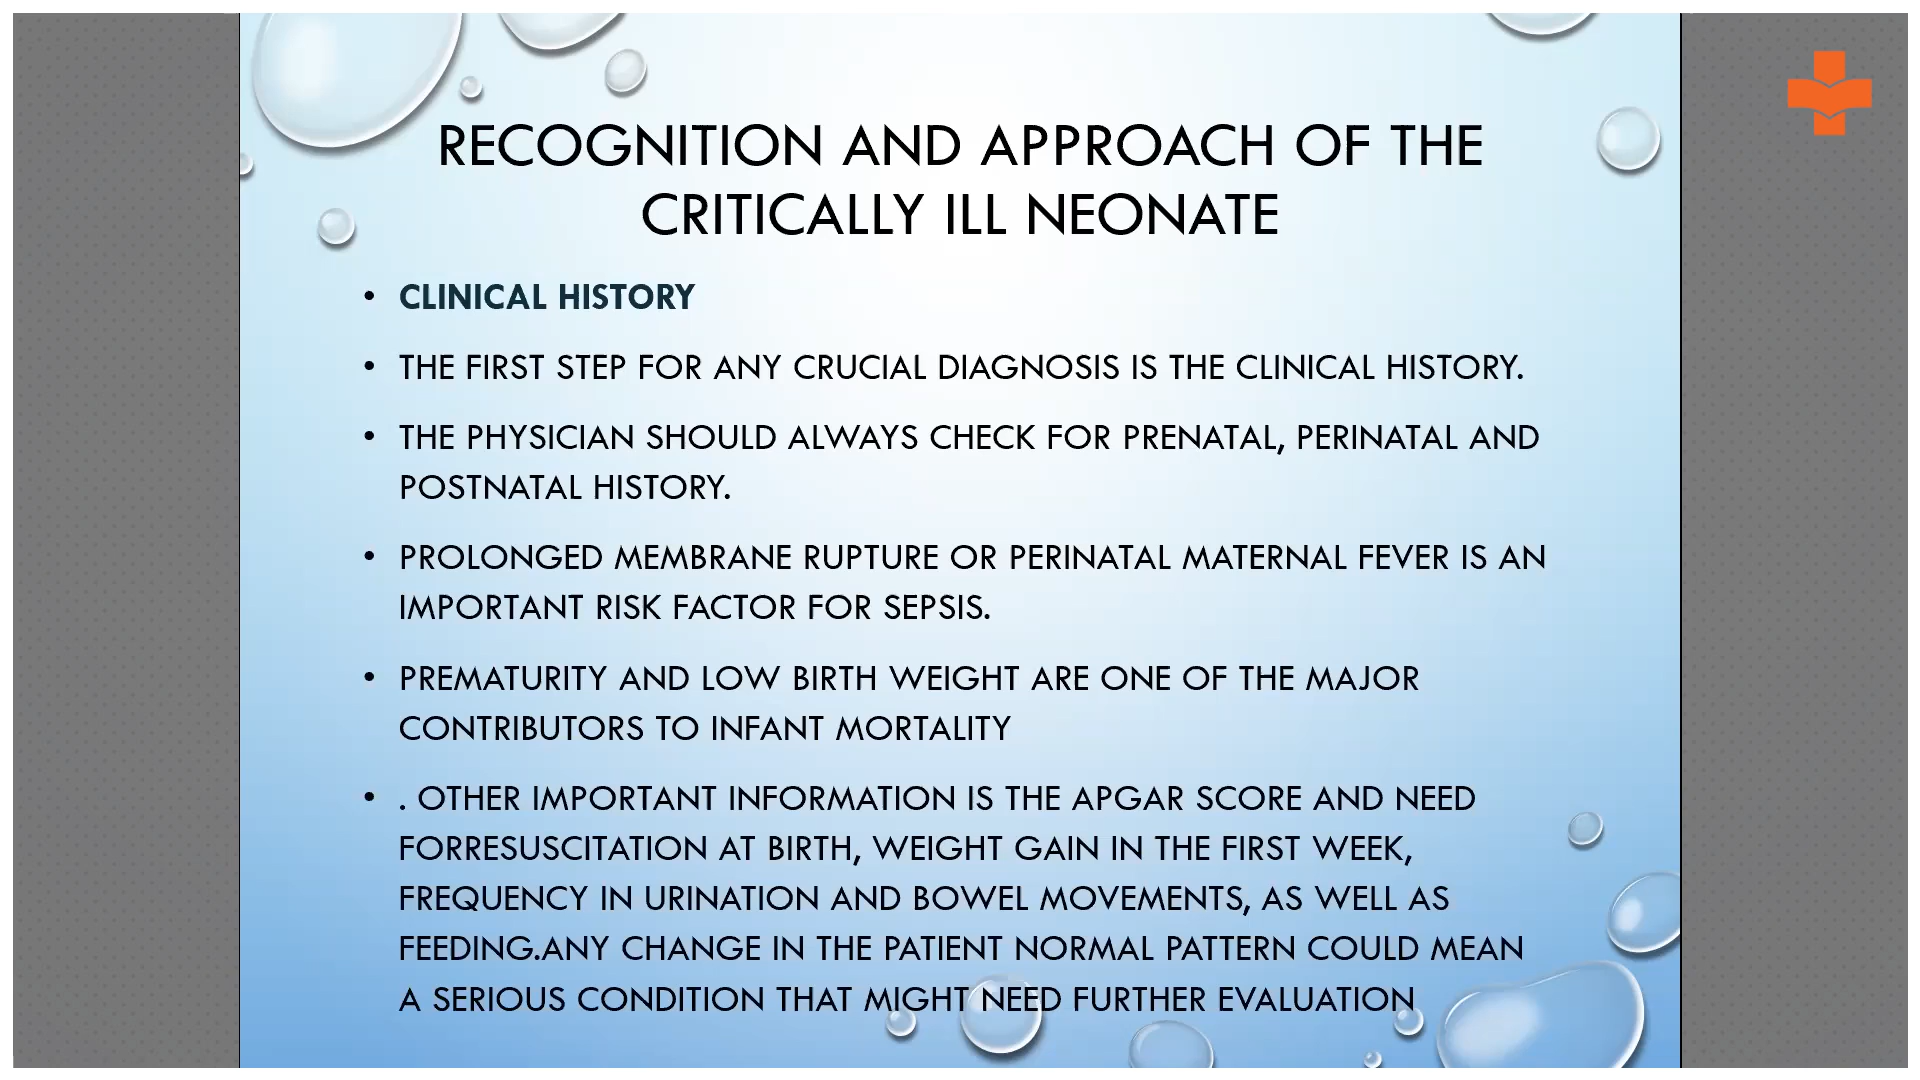 RECOGNITION AND APPROACH OF THE
CRITICALLY ILL NEONATE
• CLINICAL HISTORY
• THE FIRST STEP FOR ANY CRUCIAL DIAGNOSIS IS THE CLINICAL HISTORY.
• THE PHYSICIAN SHOULD ALWAYS CHECK FOR PRENATAL, PERINATAL AND
POSTNATAL HISTORY.
• PROLONGED MEMBRANE RUPTURE OR PERINATAL MATERNAL FEVER IS AN
IMPORTANT RISK FACTOR FOR SEPSIS.
• PREMATURITY AND LOW BIRTH WEIGHT ARE ONE OF THE MAJOR
CONTRIBUTORS TO INFANT MORTALITY
• . OTHER IMPORTANT INFORMATION IS THE APGAR SCORE AND NEED
FORRESUSCITATION AT BIRTH, WEIGHT GAIN IN THE FIRST WEEK,
FREQUENCY IN URINATION AND BOWEL MOVEMENTS, AS WELL AS
FEEDING.ANY CHANGE IN THE PATIENT NORMAL PATTERN COULD MEAN
A SERIOUS CONDITION THAT MIGHT NEED FURTHER EVALUATION